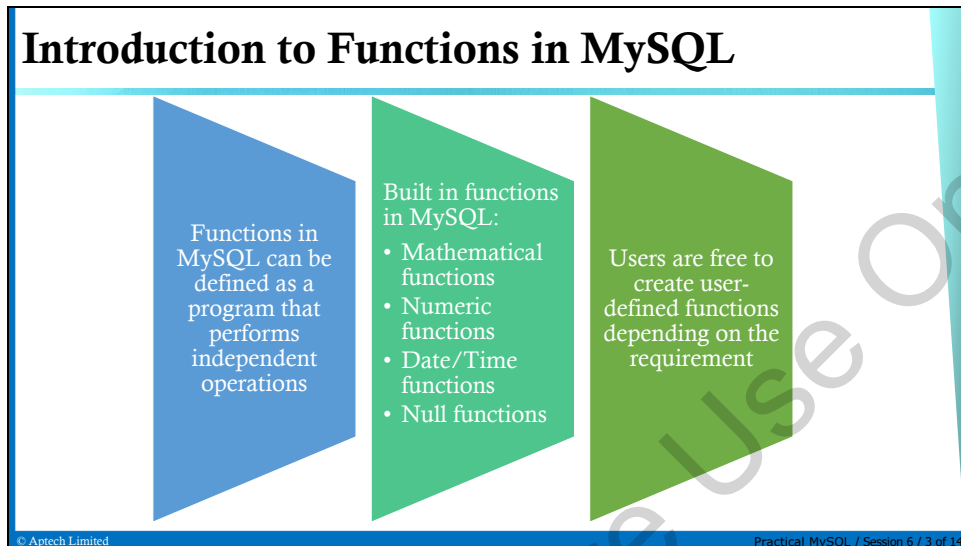 Introduction to Functions in MySQL
Functions in
MySQL can be
defined as a
program that
performs
independent
operations
Built in functions
in MySQL:
• Mathematical
functions
• Numeric
functions
• Date/Time
functions
• Null functions
Users are free to
create user-
defined functions
depending on the
requirement
Use
© Aptech Limited
Practical MySQL / Session 6 / 3 of 14